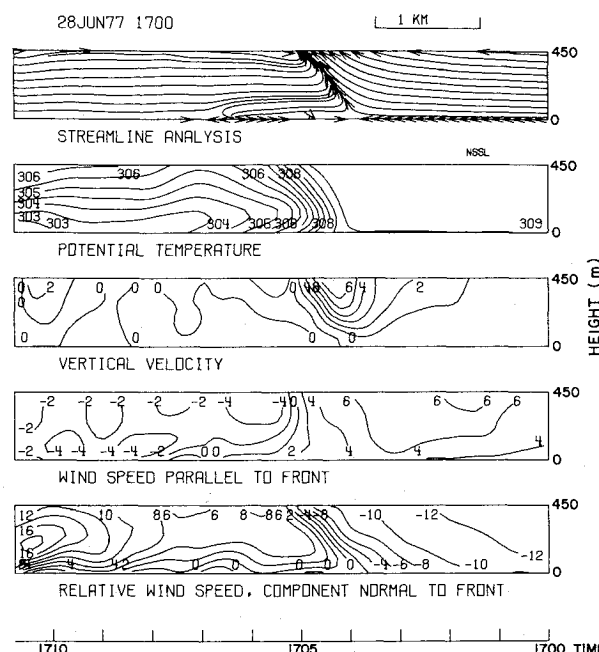 28JUN77 1700
1 KM
450
0
STREAMLINE ANALYSIS
NSSL
306 306 306 308 450
305
304
303 303 304 306 308 308 309 0
POTENTIAL TEMPERATURE
0 2 0 0 0 0 4 8 6 4 2 450
0
0 0 0 0 0
VERTICAL VELOCITY
HEIGHT (m)
-2 -2 -2 -2 -4 0 4 6 6 6 450
-2
-2 -4 -4 -4 -2 0 0 2 4 4 4 0
WIND SPEED PARALLEL TO FRONT
12 10 8 6 6 8 -8 6 2 -4 -8 -10 -12 450
16
16 -12
4 4 2 0 0 0 0 0 -4 -6 -8 -10 0
RELATIVE WIND SPEED, COMPONENT NORMAL TO FRONT
1710 1705 1700 TIME